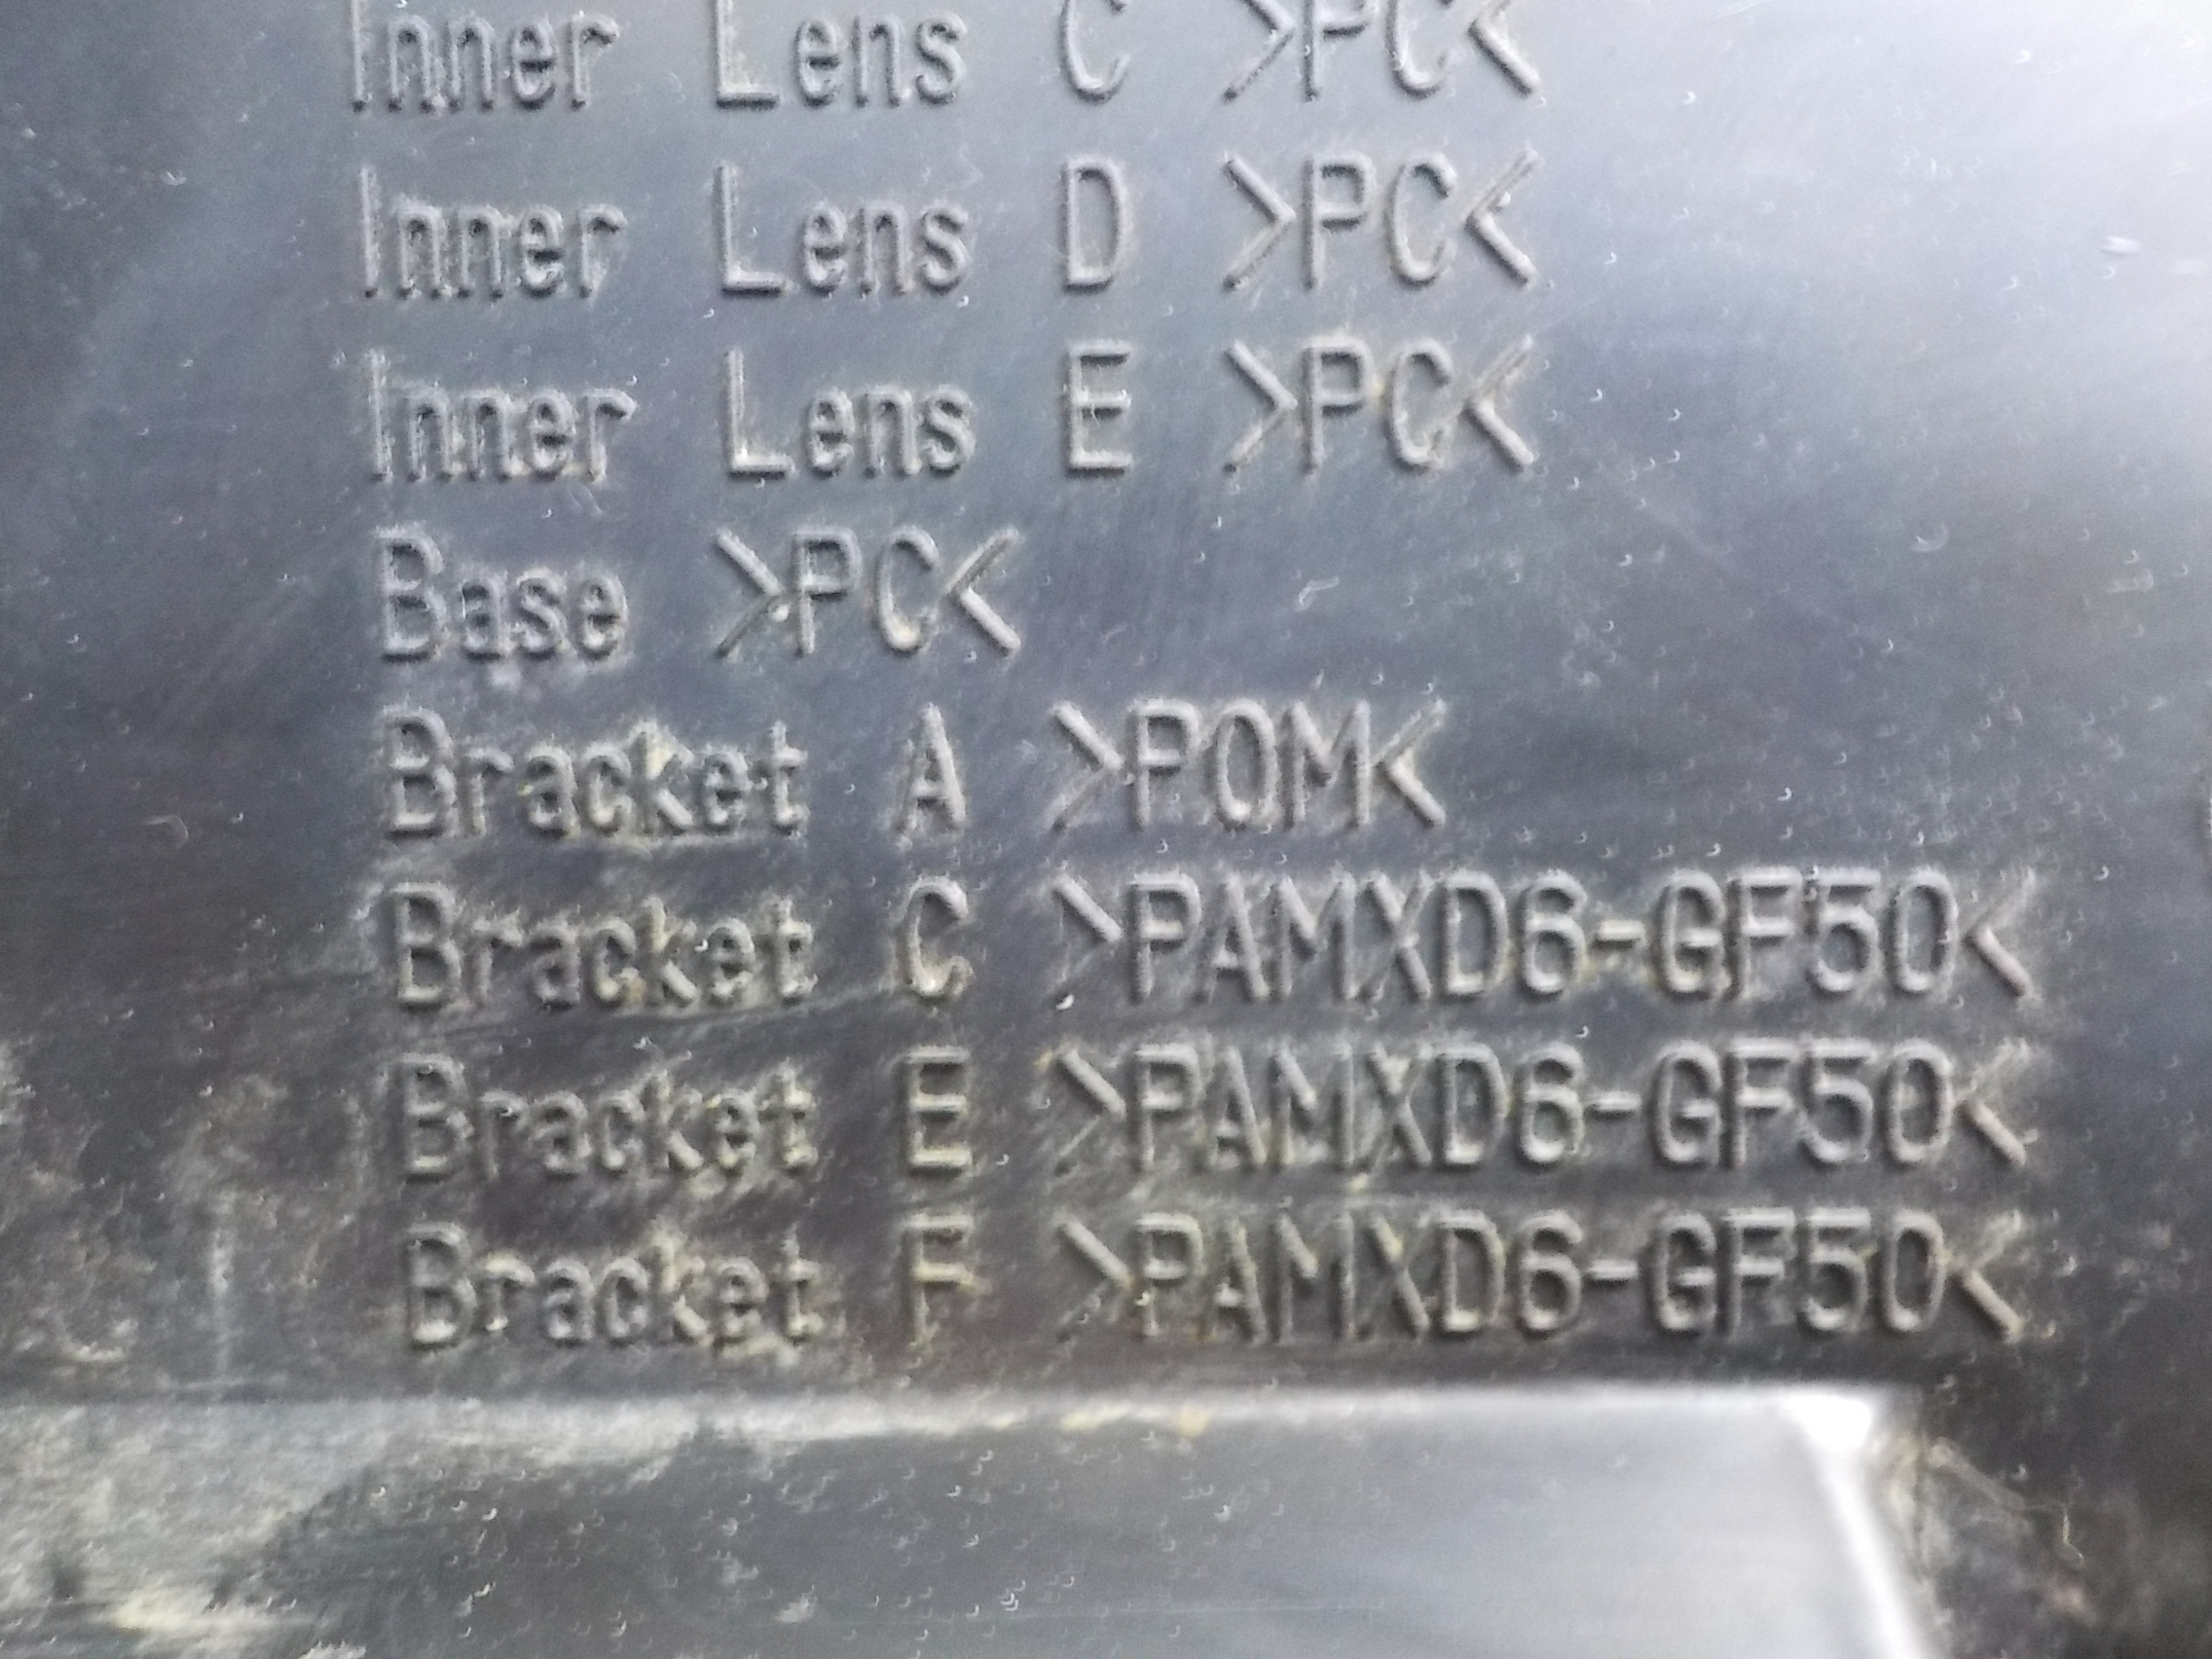 Inner Lens C >PC<
Inner Lens D >PC<
Inner Lens E >PC<
Base >PC<
Bracket A >POM<
Bracket C >PAMXD6-GF50<
Bracket E >PAMXD6-GF50<
Bracket F >PAMXD6-GF50<